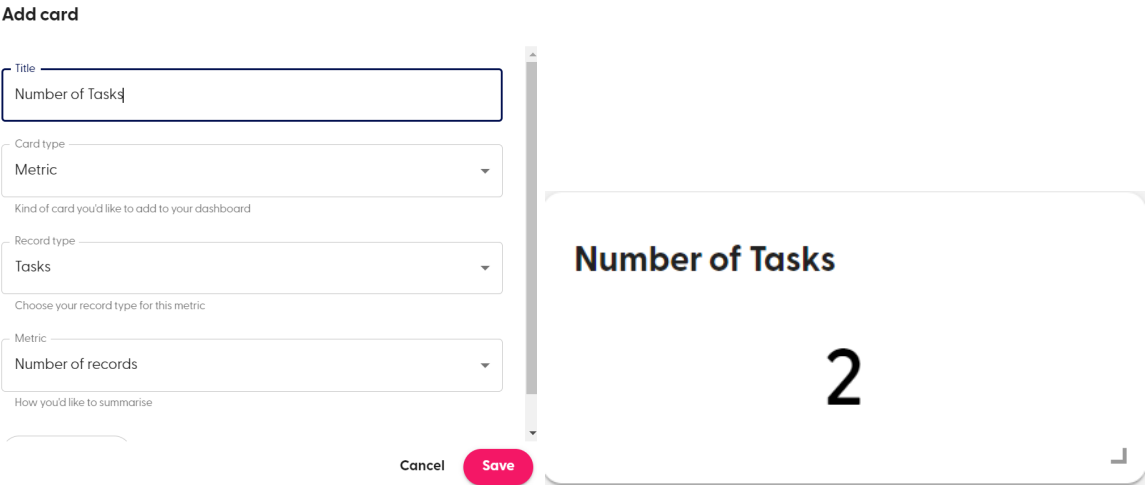 Add card
Title
Number of Tasks
Card type
Metric
Kind of card you'd like to add to your dashboard
Record type
Tasks
Choose your record type for this metric
Metric
Number of records
How you'd like to summarise
Cancel
Save
Number of Tasks
2